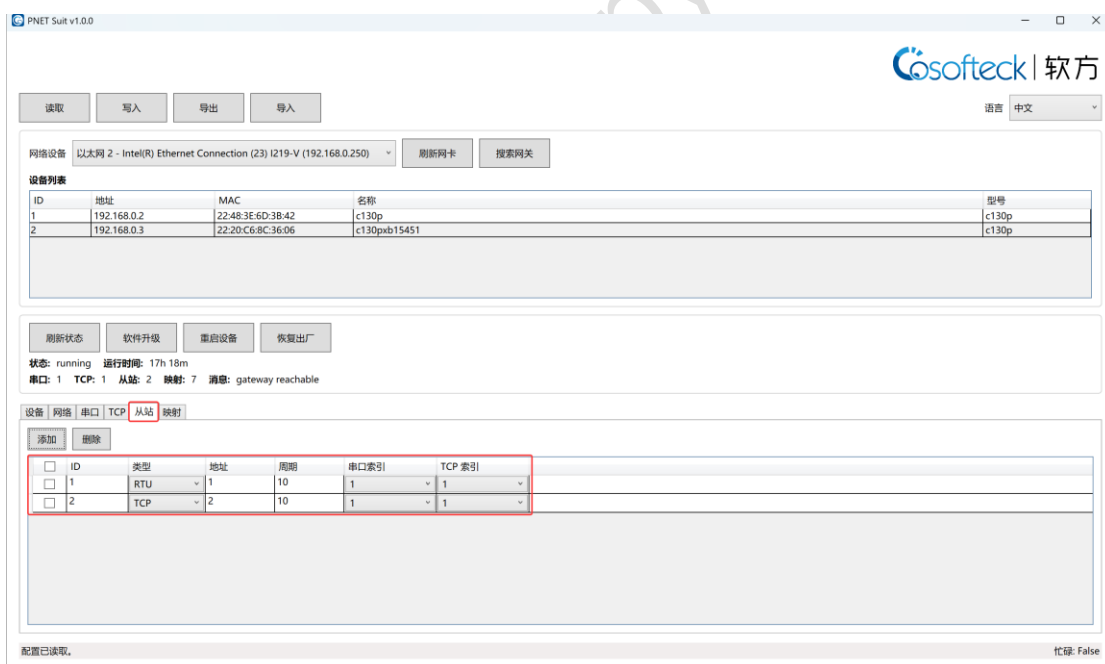 PNET Suit v1.0.0
Cosofteck | 软方
读取 写入 导出 导入 语言 中文
网络设备 以太网 2 - Intel(R) Ethernet Connection (23) I219-V (192.168.0.250) 刷新网卡 搜索网关
设备列表
ID 地址 MAC 名称 型号
1 192.168.0.2 22:48:3E:6D:3B:42 c130p c130p
2 192.168.0.3 22:20:C6:8C:36:06 c130pxb15451 c130p
刷新状态 软件升级 重启设备 恢复出厂
状态: running 运行时间: 17h 18m
串口: 1 TCP: 1 从站: 2 映射: 7 消息: gateway reachable
设备 网络 串口 TCP 从站 映射
添加 删除
ID 类型 地址 周期 串口索引 TCP 索引
1 RTU 1 10 1 1
2 TCP 2 10 1 1
配置已读取。 忙碌: False